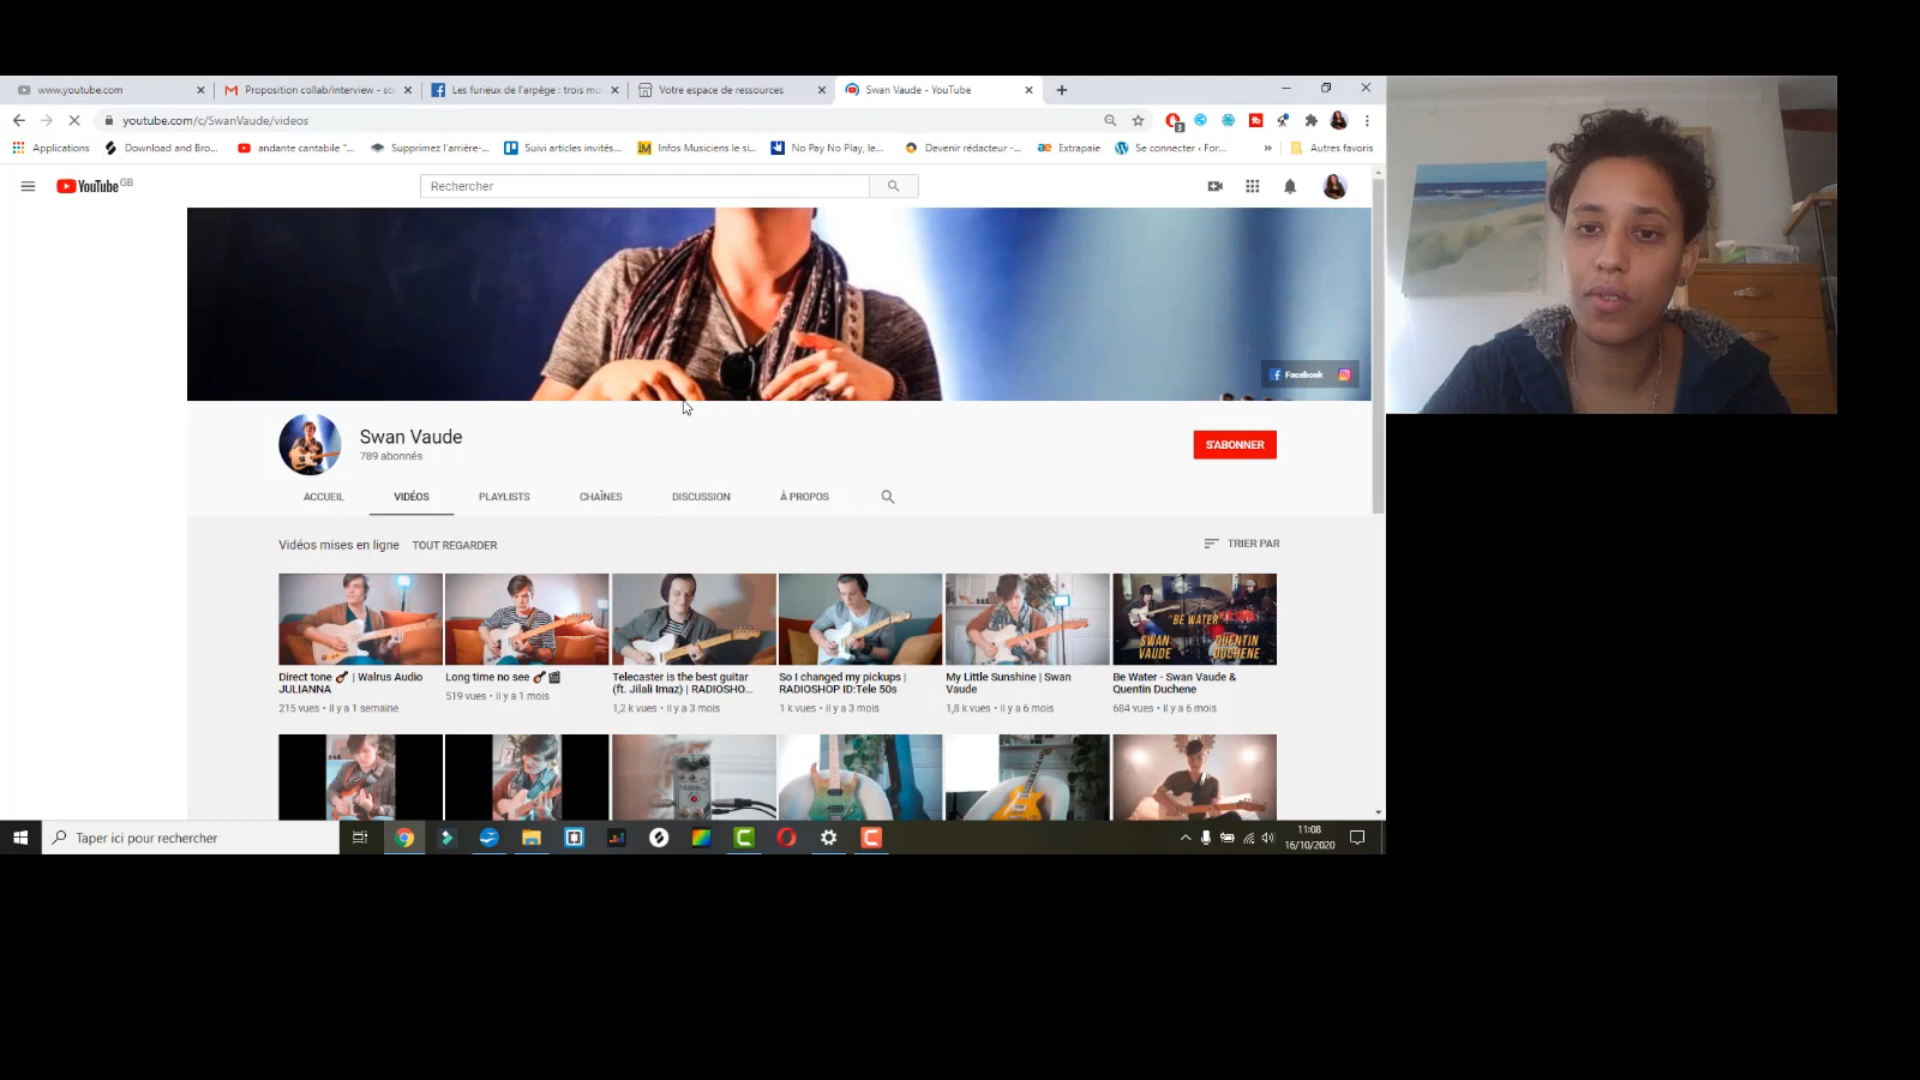 www.youtube.com
Proposition collab/interview - so
Les furieux de l'arpège : trois mo
Votre espace de ressources
Swan Vaude - YouTube
youtube.com/c/SwanVaude/videos
3
Applications
Download and Bro...
andante cantabile "...
Supprimez l'arrière-...
Suivi articles invités...
Infos Musiciens le si...
No Pay No Play, le...
Devenir rédacteur -...
Extrapaie
Se connecter ‹ For...
»
Autres favoris
YouTube GB
Rechercher
Facebook
Swan Vaude
789 abonnés
S'ABONNER
ACCUEIL
VIDÉOS
PLAYLISTS
CHAÎNES
DISCUSSION
À PROPOS
Vidéos mises en ligne
TOUT REGARDER
TRIER PAR
"BE WATER"
SWAN VAUDE
QUENTIN DUCHENE
Direct tone 🎸 | Walrus Audio
JULIANNA
215 vues • il y a 1 semaine
Long time no see 🎸
519 vues • il y a 1 mois
Telecaster is the best guitar
(ft. Jilali Imaz) | RADIOSHO...
1,2 k vues • il y a 3 mois
So I changed my pickups |
RADIOSHOP ID:Tele 50s
1 k vues • il y a 3 mois
My Little Sunshine | Swan
Vaude
1,8 k vues • il y a 6 mois
Be Water - Swan Vaude &
Quentin Duchene
684 vues • il y a 6 mois
Taper ici pour rechercher
11:08
16/10/2020